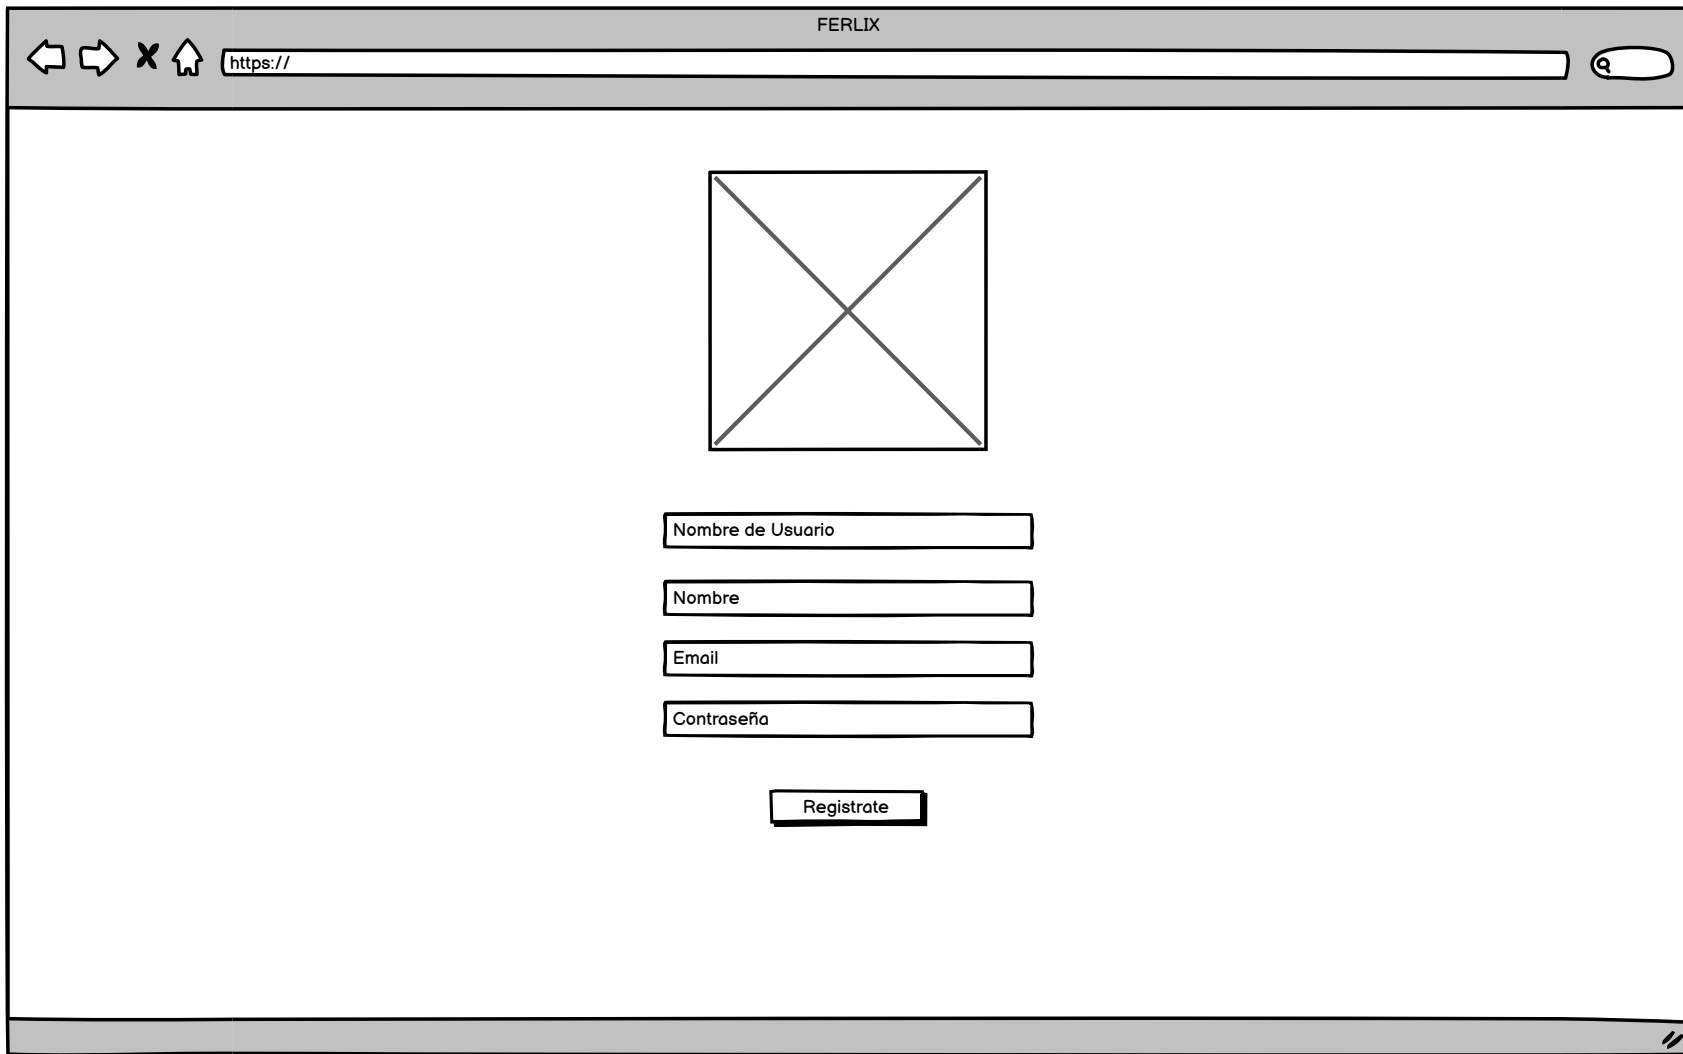 FERLIX
https://
Nombre de Usuario
Nombre
Email
Contraseña
Registrate